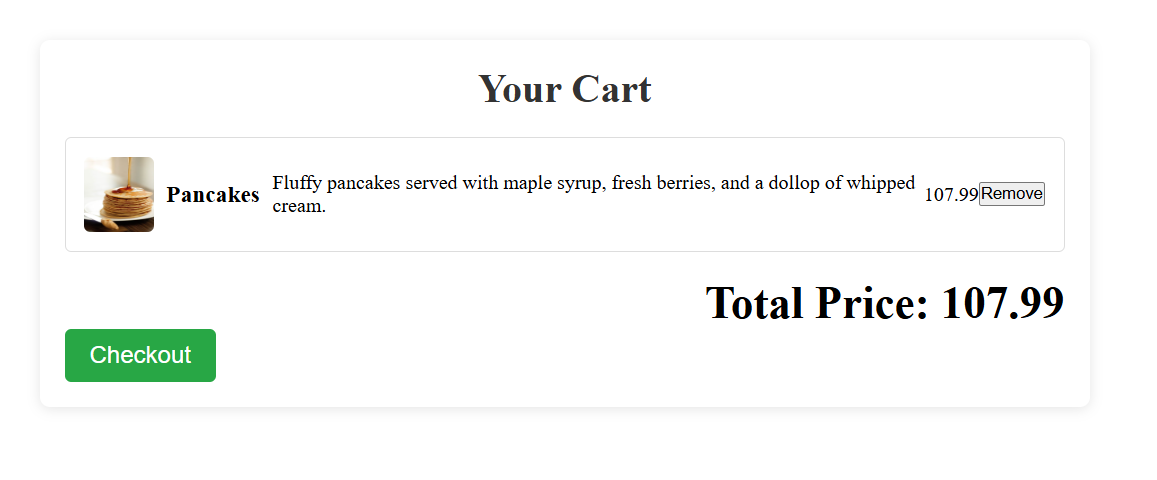 Your Cart
Pancakes
Fluffy pancakes served with maple syrup, fresh berries, and a dollop of whipped
cream.
107.99
Remove
Total Price: 107.99
Checkout